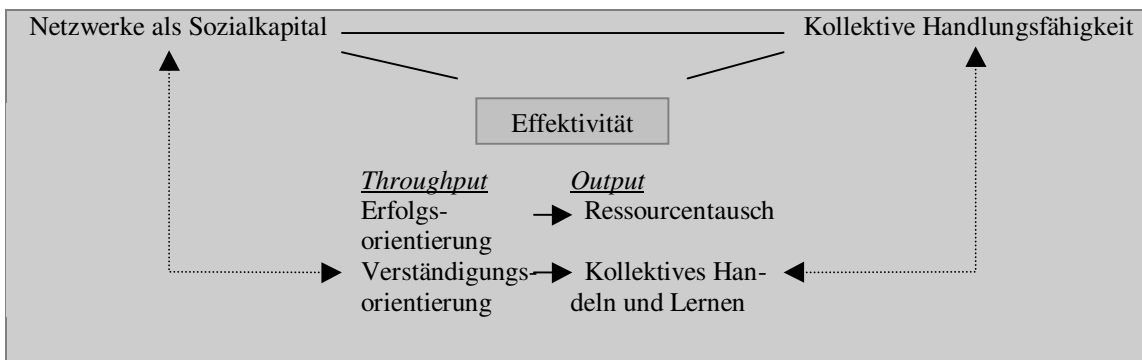 Netzwerke als Sozialkapital Kollektive Handlungsfähigkeit
Effektivität
Throughput Output
Erfolgs- Ressourcentausch
orientierung
Verständigungs- Kollektives Han-
orientierung deln und Lernen